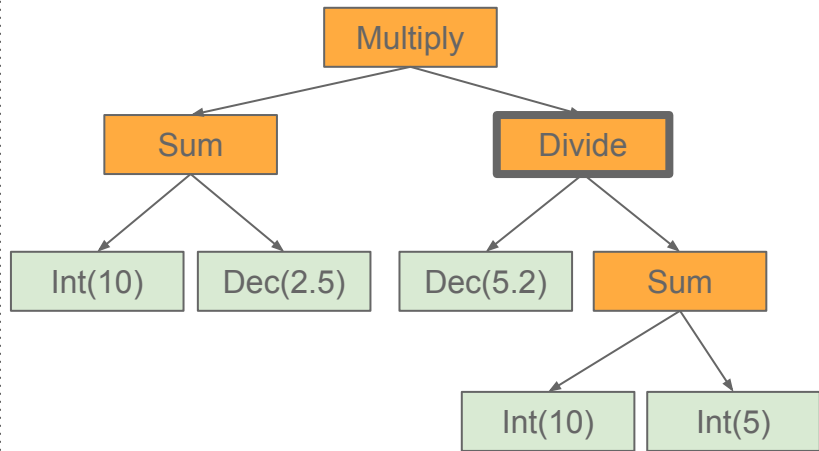 Multiply
Sum
Divide
Int(10)
Dec(2.5)
Dec(5.2)
Sum
Int(10)
Int(5)